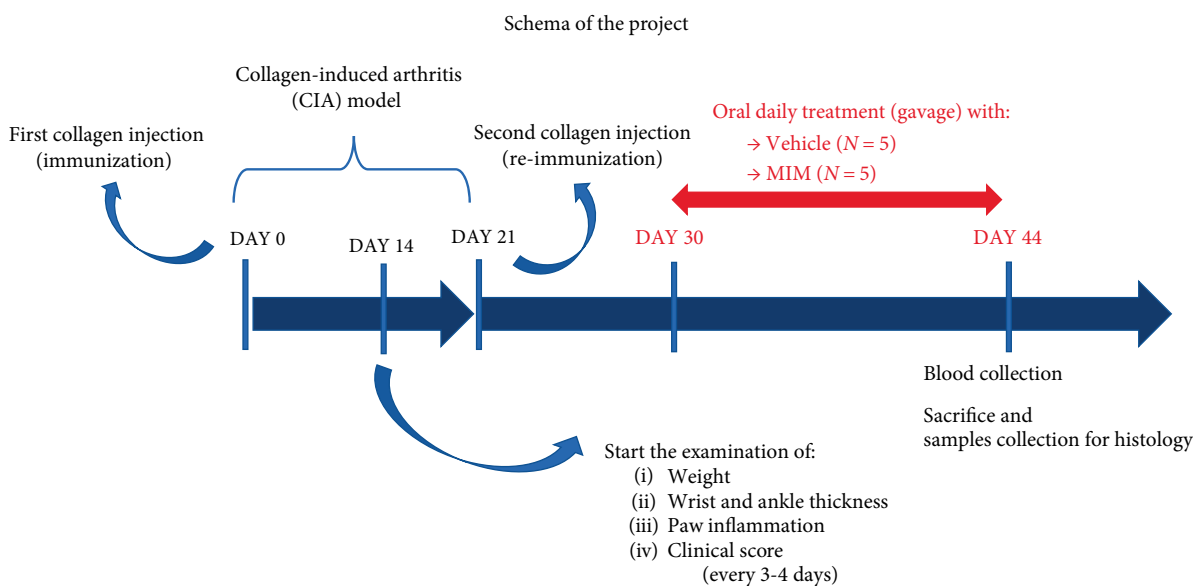 Schema of the project
Collagen-induced arthritis
(CIA) model
First collagen injection
(immunization)
Second collagen injection
(re-immunization)
Oral daily treatment (gavage) with:
→ Vehicle (N = 5)
→ MIM (N = 5)
DAY 0
DAY 14
DAY 21
DAY 30
DAY 44
Blood collection
Sacrifice and
samples collection for histology
Start the examination of:
(i) Weight
(ii) Wrist and ankle thickness
(iii) Paw inflammation
(iv) Clinical score
(every 3-4 days)